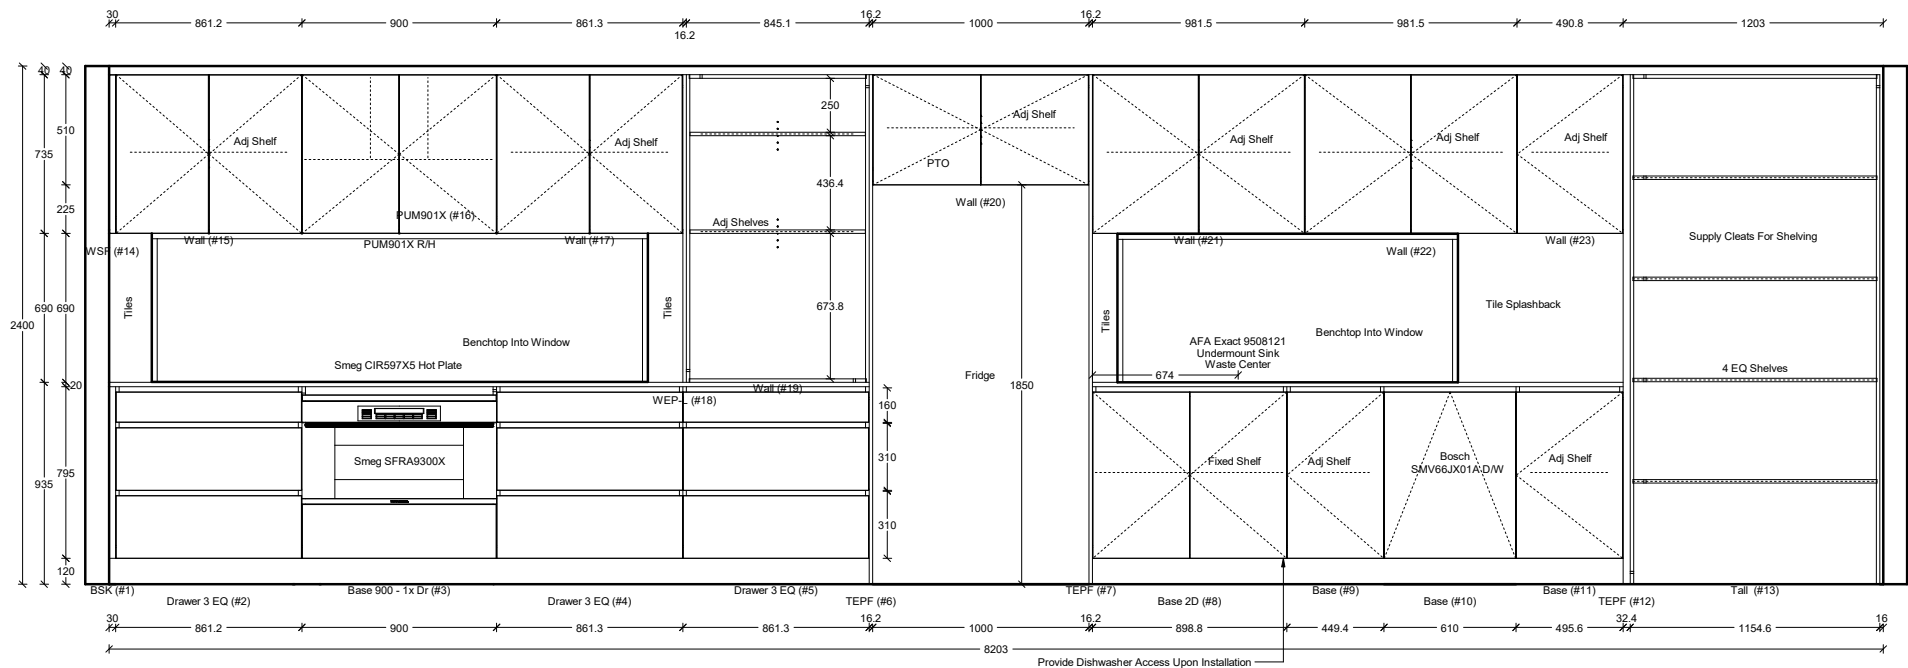 30
861.2
900
861.3
16.2
845.1
16.2
1000
16.2
981.5
981.5
490.8
1203
40
40
510
735
225
690
690
2400
20
795
935
120
Adj Shelf
Adj Shelf
250
Adj Shelf
Adj Shelf
Adj Shelf
Adj Shelf
PTO
436.4
PUM901X (#16)
Adj Shelves
Wall (#20)
WSF (#14)
Wall (#15)
PUM901X R/H
Wall (#17)
Wall (#21)
Wall (#22)
Wall (#23)
Supply Cleats For Shelving
Tiles
Tiles
673.8
Tiles
Tile Splashback
Benchtop Into Window
Smeg CIR597X5 Hot Plate
AFA Exact 9508121
Undermount Sink
Waste Center
Benchtop Into Window
674
Fridge
1850
4 EQ Shelves
Wall (#19)
WEP-L (#18)
160
Smeg SFRA9300X
310
310
Fixed Shelf
Adj Shelf
Bosch
SMV66JX01A D/W
Adj Shelf
BSK (#1)
Drawer 3 EQ (#2)
Base 900 - 1x Dr (#3)
Drawer 3 EQ (#4)
Drawer 3 EQ (#5)
TEPF (#6)
TEPF (#7)
Base 2D (#8)
Base (#9)
Base (#10)
Base (#11)
TEPF (#12)
Tall (#13)
30
861.2
900
861.3
861.3
16.2
1000
16.2
898.8
449.4
610
495.6
32.4
1154.6
16
8203
Provide Dishwasher Access Upon Installation